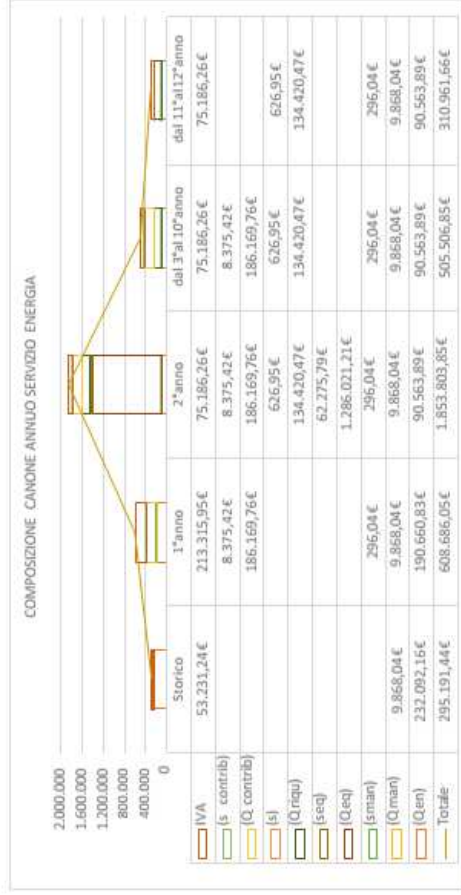 COMPOSIZIONE CANONE ANNUO SERVIZIO ENERGIA
2.000.000
1.600.000
1.200.000
800.000
400.000
0
Storico 1°anno 2°anno dal 3°al 10°anno dal 11°al12°anno
IVA 53.231,24€ 213.315,95€ 75.186,26€ 75.186,26€ 75.186,26€
(s contrib) 8.375,42€ 8.375,42€ 8.375,42€
(Q contrib) 186.169,76€ 186.169,76€ 186.169,76€
(s) 626,95€ 626,95€ 626,95€
(Qriqu) 134.420,47€ 134.420,47€ 134.420,47€
(seq) 62.275,79€
(Qeq) 1.286.021,21€
(sman) 296,04€ 296,04€ 296,04€ 296,04€
(Qman) 9.868,04€ 9.868,04€ 9.868,04€ 9.868,04€ 9.868,04€
(Qen) 232.092,16€ 190.660,83€ 90.563,89€ 90.563,89€ 90.563,89€
Totale 295.191,44€ 608.686,05€ 1.853.803,85€ 505.506,85€ 310.961,66€